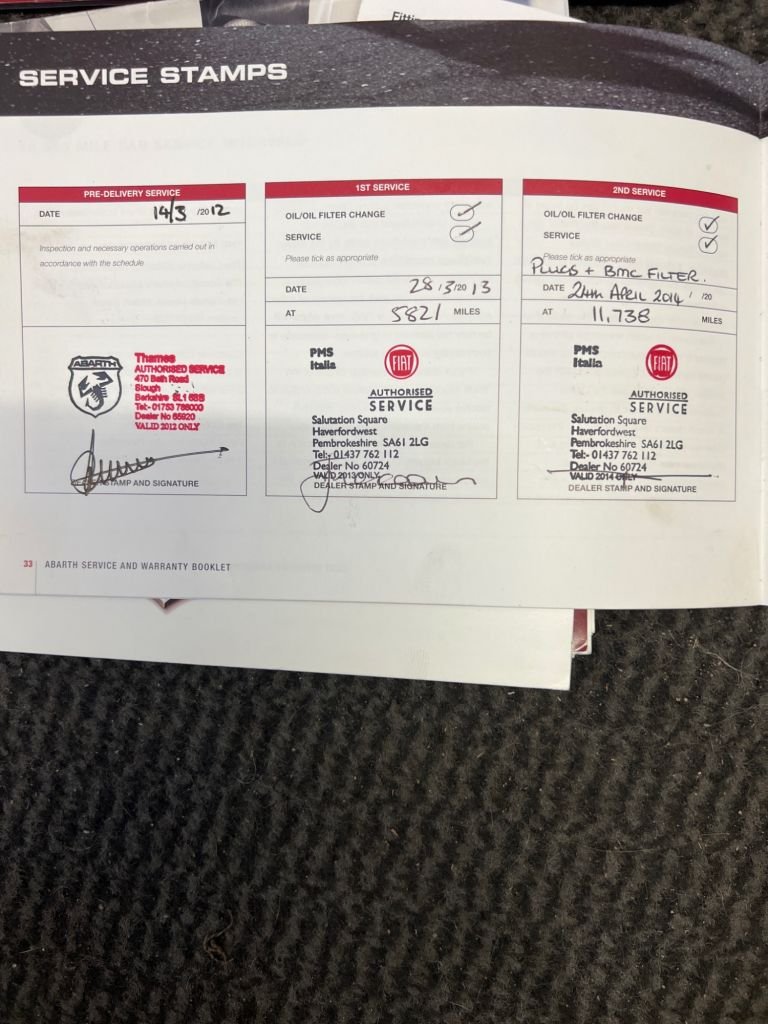 Fitti
SERVICE STAMPS
PRE-DELIVERY SERVICE
DATE 14/3 /2012
Inspection and necessary operations carried out in
accordance with the schedule
ABARTH
Thames
AUTHORISED SERVICE
470 Bath Road
Slough
Berkshire SL1 6BB
Tel:- 01753 786000
Dealer No 65920
VALID 2012 ONLY
DEALER STAMP AND SIGNATURE
1ST SERVICE
OIL/OIL FILTER CHANGE
SERVICE
Please tick as appropriate
DATE 28/3/2013
AT 5821 MILES
PMS
Italia
FIAT
AUTHORISED
SERVICE
Salutation Square
Haverfordwest
Pembrokeshire SA61 2LG
Tel:- 01437 762 112
Dealer No 60724
VALID 2013 ONLY
DEALER STAMP AND SIGNATURE
2ND SERVICE
OIL/OIL FILTER CHANGE
SERVICE
Please tick as appropriate
PLUGS + BMC FILTER.
DATE 24th APRIL 2014 / /20
AT 11,738 MILES
PMS
Italia
FIAT
AUTHORISED
SERVICE
Salutation Square
Haverfordwest
Pembrokeshire SA61 2LG
Tel:- 01437 762 112
Dealer No 60724
VALID 2014 ONLY
DEALER STAMP AND SIGNATURE
33 ABARTH SERVICE AND WARRANTY BOOKLET